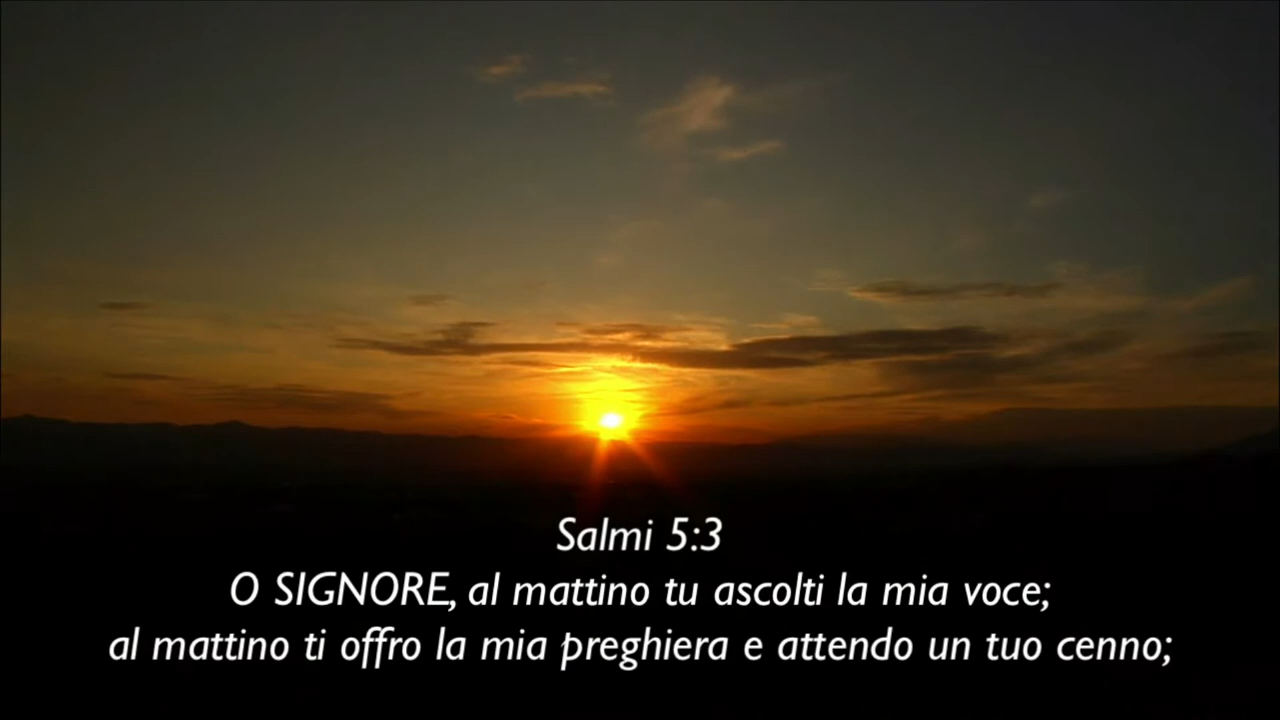 Salmi 5:3
O SIGNORE, al mattino tu ascolti la mia voce;
al mattino ti offro la mia preghiera e attendo un tuo cenno;